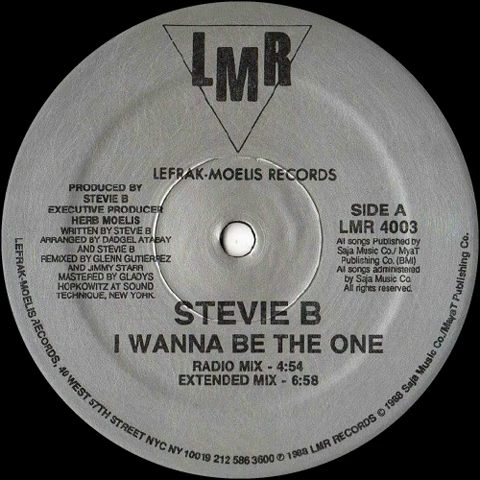 LMR
LEFRAK-MOELIS RECORDS
PRODUCED BY
STEVIE B
EXECUTIVE PRODUCER
HERB MOELIS
WRITTEN BY STEVIE B
ARRANGED BY DADGEL ATABAY
AND STEVIE B
REMIXED BY GLENN GUTIERREZ
AND JIMMY STARR
MASTERED BY GLADYS
HOPKOWITZ AT SOUND
TECHNIQUE, NEW YORK.
SIDE A
LMR 4003
All songs Published by
Saja Music Co./ MyaT
Publishing Co. (BMI)
All songs administered
by Saja Music Co.
All rights reserved.
STEVIE B
I WANNA BE THE ONE
RADIO MIX - 4:54
EXTENDED MIX - 6:58
LEFRAK-MOELIS RECORDS, 40 WEST 57TH STREET NYC NY 10019 212 586 3600 ℗ 1988 LMR RECORDS © 1988 Saja Music Co./MayaT Publishing Co.